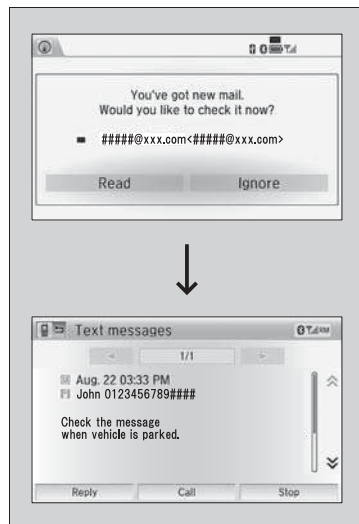 You've got new mail.
Would you like to check it now?
#####@xxx.com<#####@xxx.com>
Read Ignore
Text messages
1/1
Aug. 22 03:33 PM
John 0123456789####
Check the message
when vehicle is parked.
Reply Call Stop